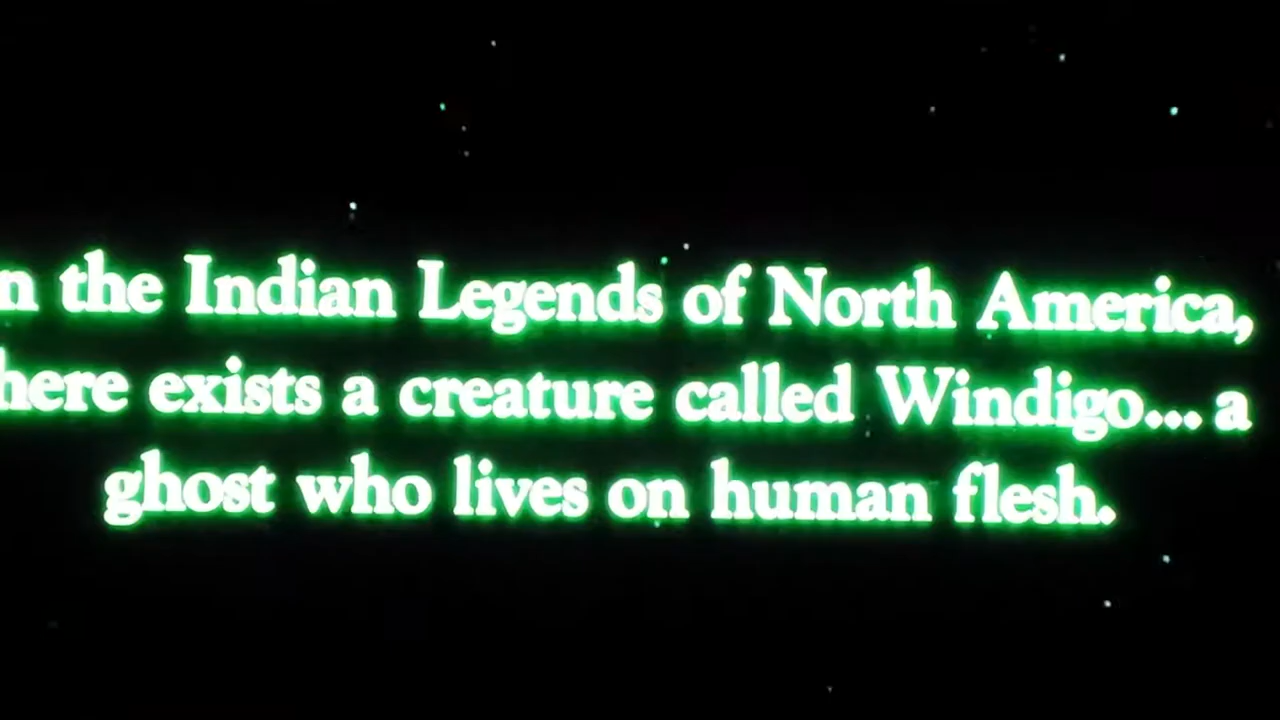 n the Indian Legends of North America,
here exists a creature called Windigo... a
ghost who lives on human flesh.